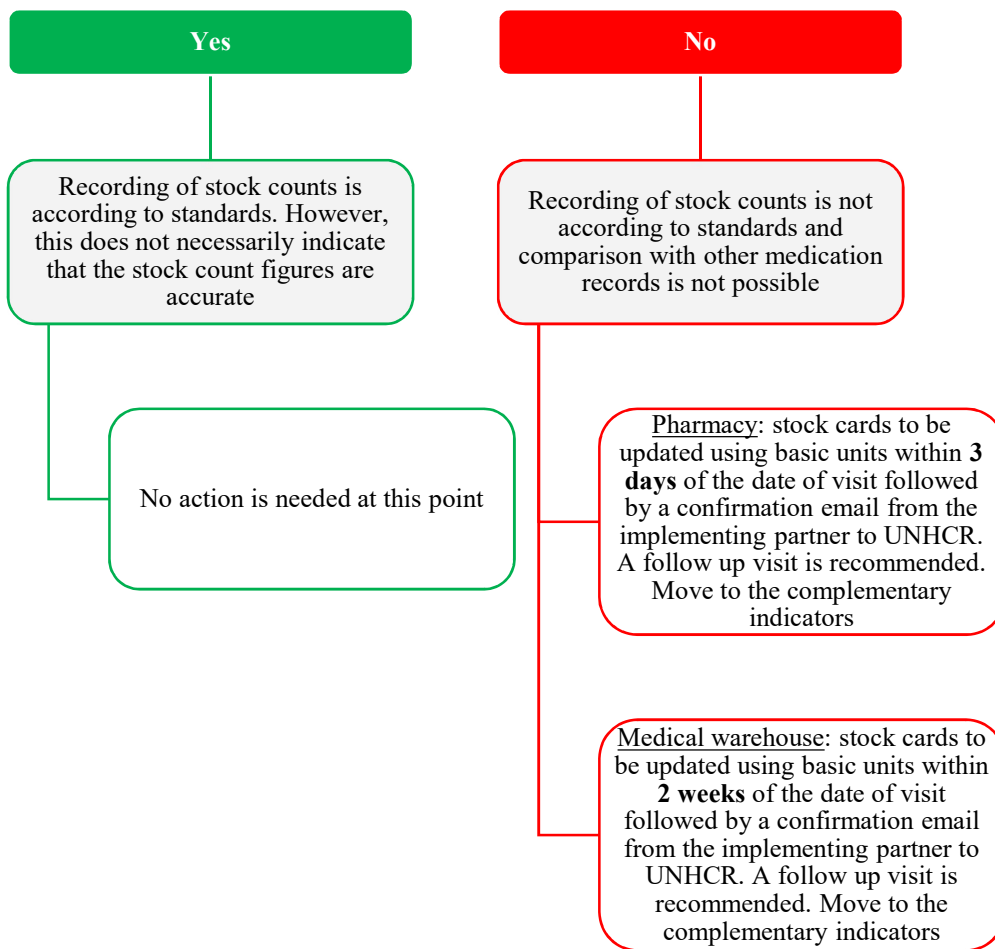 Yes
No
Recording of stock counts is
according to standards. However,
this does not necessarily indicate
that the stock count figures are
accurate
Recording of stock counts is not
according to standards and
comparison with other medication
records is not possible
No action is needed at this point
Pharmacy: stock cards to be
updated using basic units within 3
days of the date of visit followed
by a confirmation email from the
implementing partner to UNHCR.
A follow up visit is recommended.
Move to the complementary
indicators
Medical warehouse: stock cards to
be updated using basic units within
2 weeks of the date of visit
followed by a confirmation email
from the implementing partner to
UNHCR. A follow up visit is
recommended. Move to the
complementary indicators